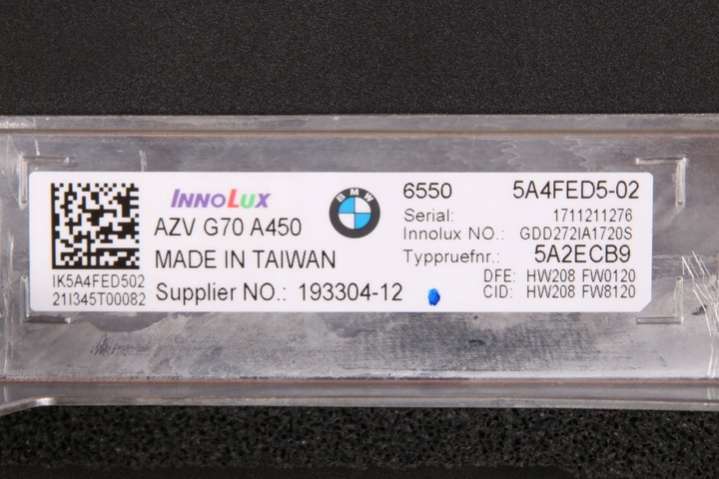 INNOLUX
AZV G70 A450
MADE IN TAIWAN
Supplier NO.: 193304-12
IK5A4FED502
21I345T00082
BMW
6550 5A4FED5-02
Serial: 1711211276
Innolux NO.: GDD272IA1720S
Typpruefnr.: 5A2ECB9
DFE: HW208 FW0120
CID: HW208 FW8120